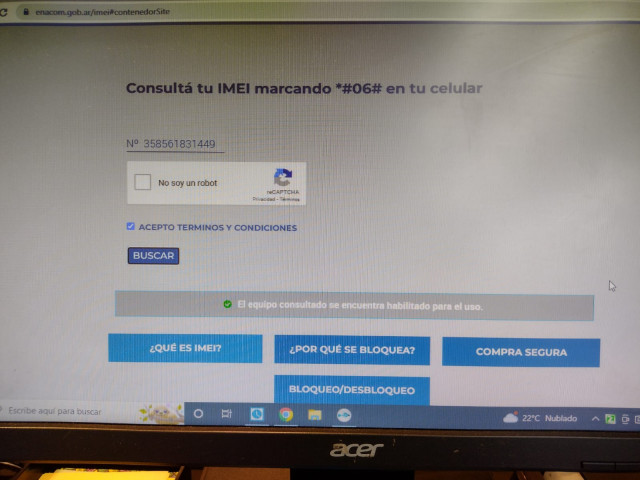 enacom.gob.ar/imei#contenedorSite
Consultá tu IMEI marcando *#06# en tu celular
Nº 358561831449
No soy un robot
reCAPTCHA
Privacidad - Términos
ACEPTO TERMINOS Y CONDICIONES
BUSCAR
El equipo consultado se encuentra habilitado para el uso.
¿QUÉ ES IMEI?
¿POR QUÉ SE BLOQUEA?
COMPRA SEGURA
BLOQUEO/DESBLOQUEO
Escribe aquí para buscar
22°C Nublado
acer